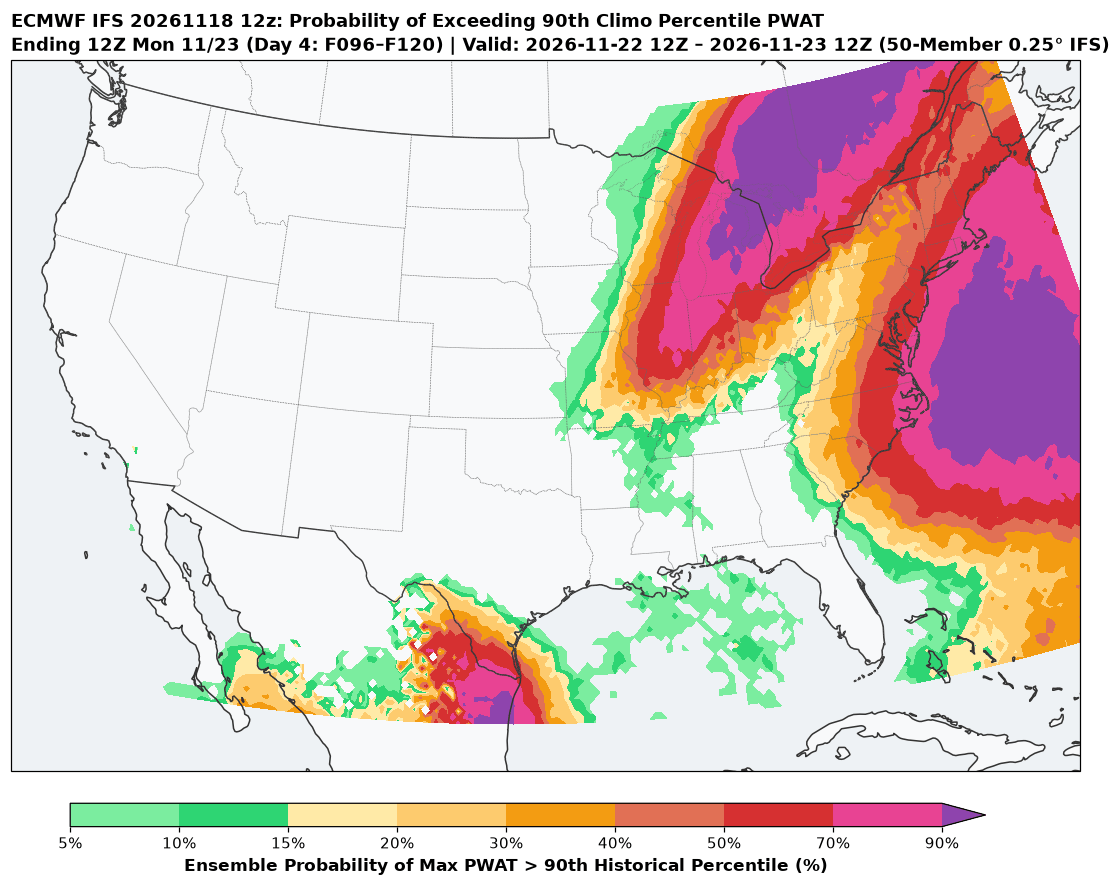 ECMWF IFS 20261118 12z: Probability of Exceeding 90th Climo Percentile PWAT
Ending 12Z Mon 11/23 (Day 4: F096–F120) | Valid: 2026-11-22 12Z – 2026-11-23 12Z (50-Member 0.25° IFS)
5% 10% 15% 20% 30% 40% 50% 70% 90%
Ensemble Probability of Max PWAT > 90th Historical Percentile (%)